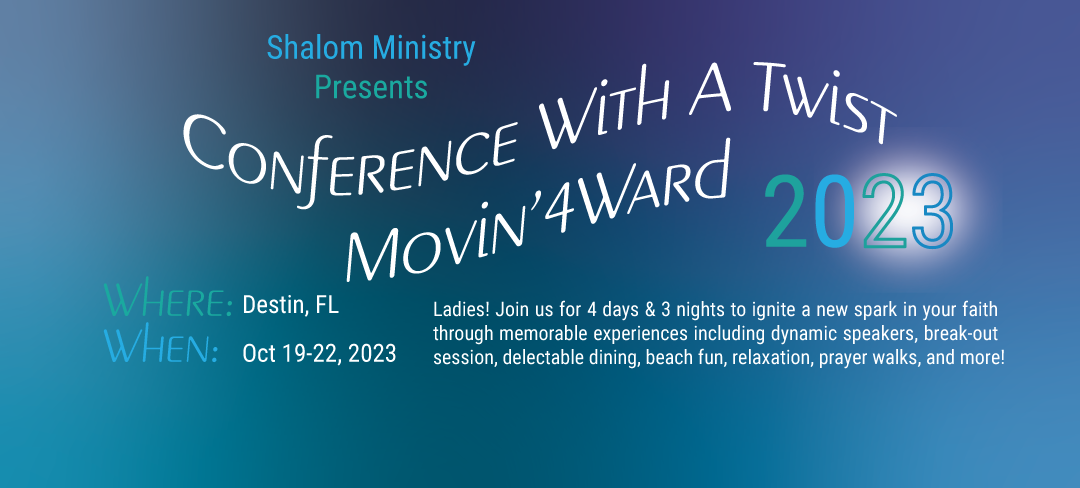 Shalom Ministry
Presents
Conference With A Twist
Movin'4Ward
2023
Where: Destin, FL
When: Oct 19-22, 2023
Ladies! Join us for 4 days & 3 nights to ignite a new spark in your faith
through memorable experiences including dynamic speakers, break-out
session, delectable dining, beach fun, relaxation, prayer walks, and more!